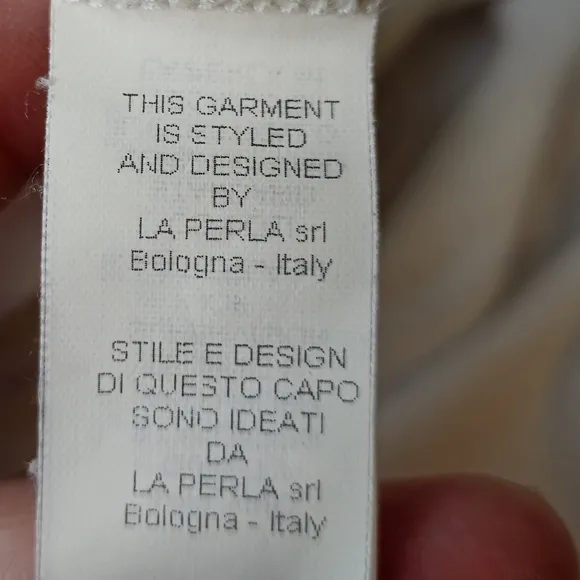 THIS GARMENT
IS STYLED
AND DESIGNED
BY
LA PERLA srl
Bologna - Italy
STILE E DESIGN
DI QUESTO CAPO
SONO IDEATI
DA
LA PERLA srl
Bologna - Italy